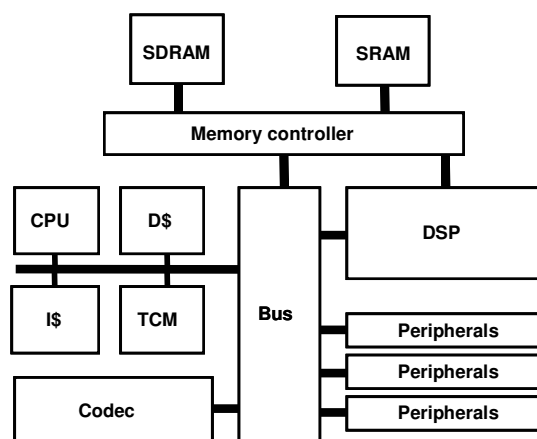 SDRAM
SRAM
Memory controller
CPU
D$
DSP
I$
TCM
Bus
Peripherals
Peripherals
Codec
Peripherals